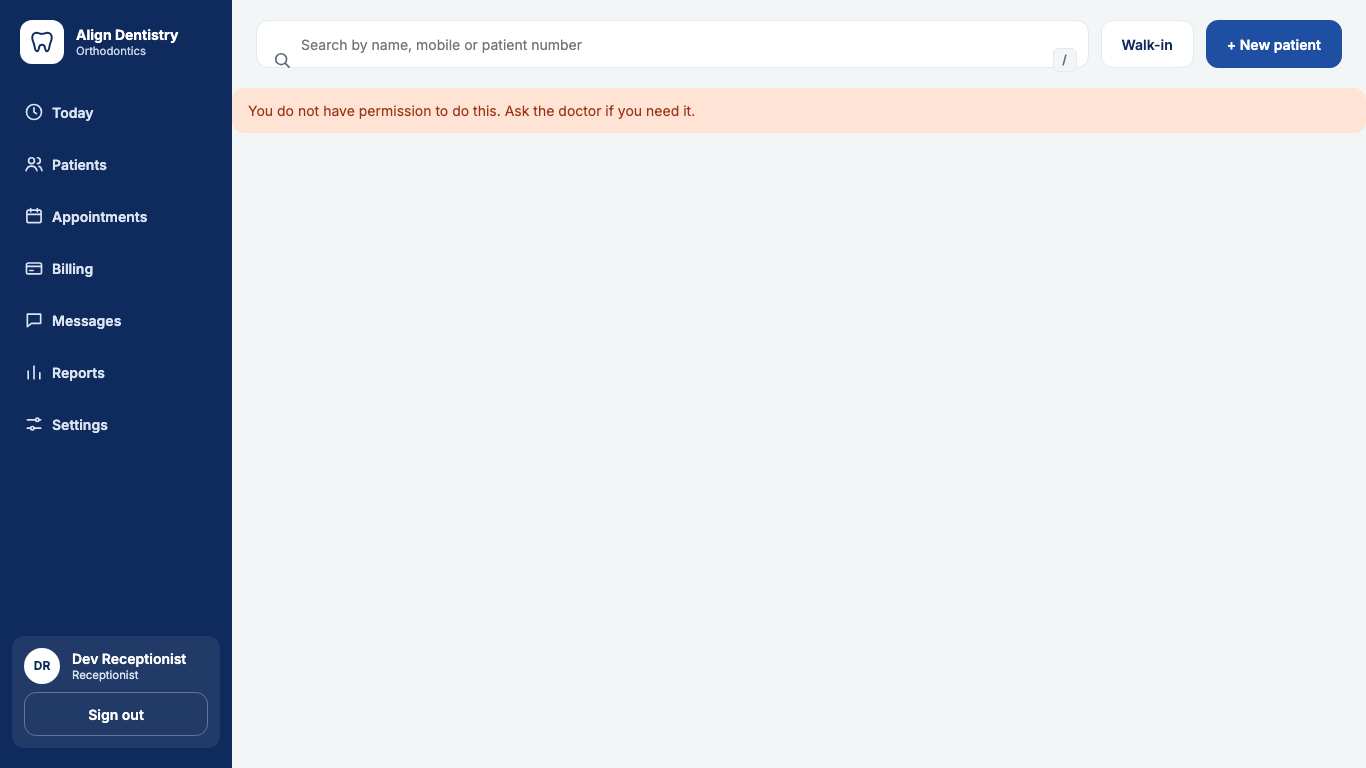 Align Dentistry
Orthodontics
Today
Patients
Appointments
Billing
Messages
Reports
Settings
DR
Dev Receptionist
Receptionist
Sign out
Search by name, mobile or patient number
/
Walk-in
+ New patient
You do not have permission to do this. Ask the doctor if you need it.